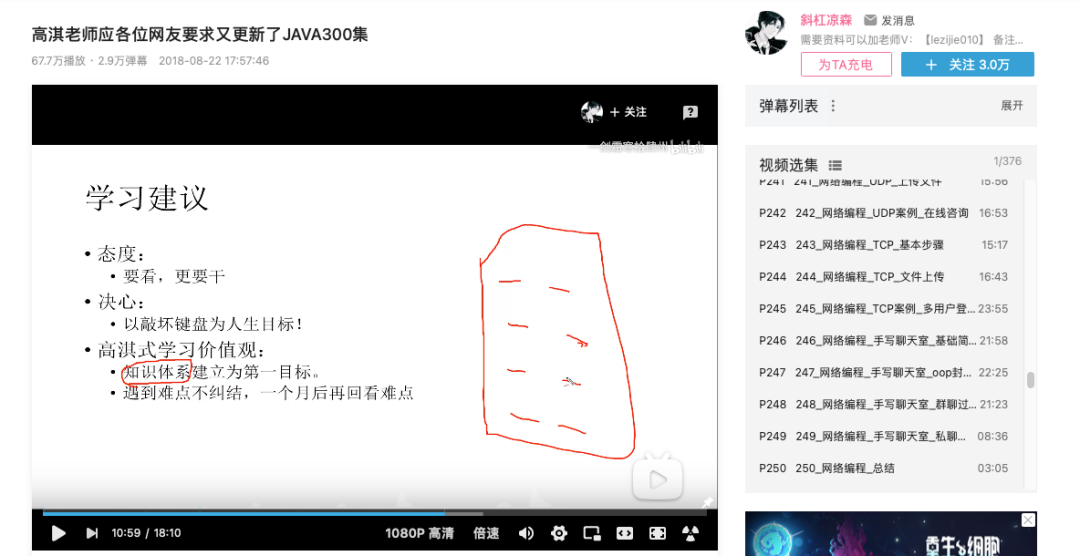 高淇老师应各位网友要求又更新了JAVA300集
67.7万播放 · 2.9万弹幕 2018-08-22 17:57:46
+ 关注
学习建议
• 态度：
• 要看，更要干
• 决心：
• 以敲坏键盘为人生目标！
• 高淇式学习价值观：
• 知识体系建立为第一目标。
• 遇到难点不纠结，一个月后再回看难点
10:59 / 18:10
1080P 高清 倍速
斜杠凉森 发消息
需要资料可以加老师V：【lezijie010】 备注...
为TA充电
+ 关注 3.0万
弹幕列表
展开
视频选集
1/376
P241 241_网络编程_UDP_上传文件 15:56
P242 242_网络编程_UDP案例_在线咨询 16:53
P243 243_网络编程_TCP_基本步骤 15:17
P244 244_网络编程_TCP_文件上传 16:43
P245 245_网络编程_TCP案例_多用户登... 23:55
P246 246_网络编程_手写聊天室_基础简... 21:58
P247 247_网络编程_手写聊天室_oop封... 22:25
P248 248_网络编程_手写聊天室_群聊过... 21:23
P249 249_网络编程_手写聊天室_私聊... 08:36
P250 250_网络编程_总结 03:05
重生细胞